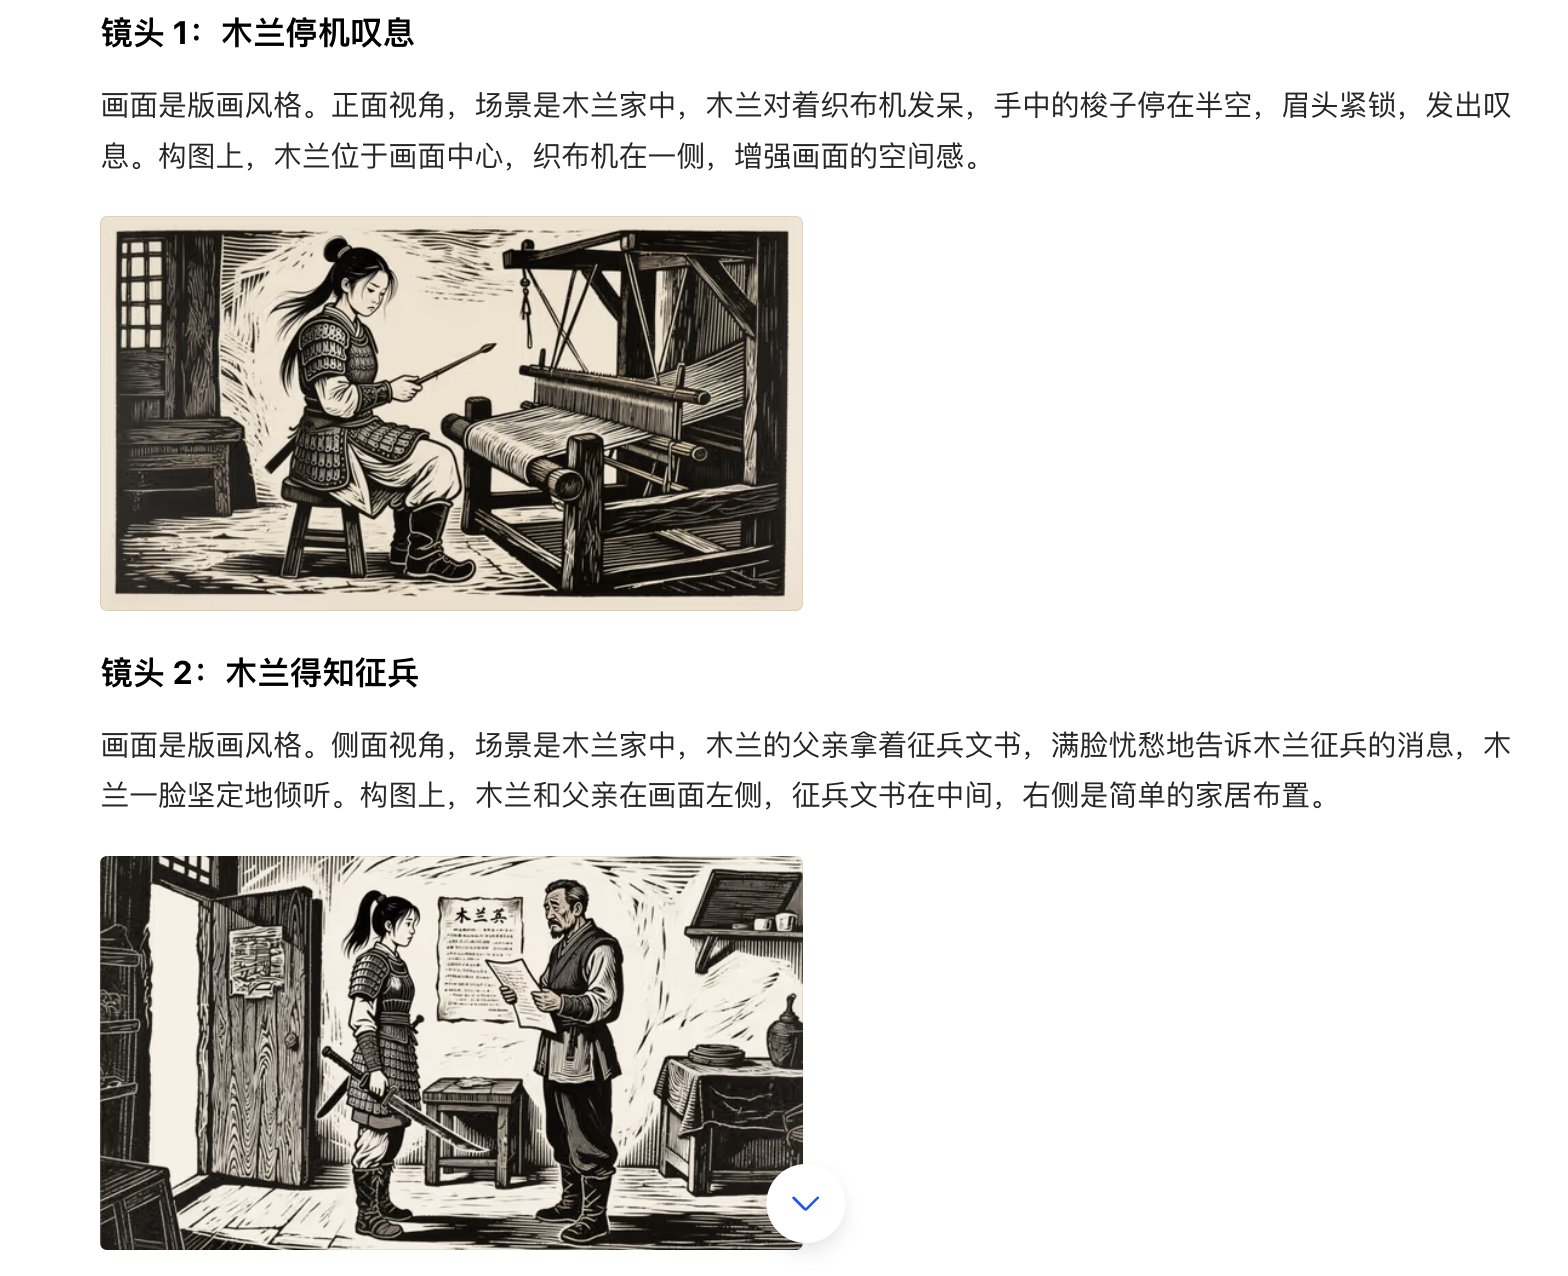 镜头 1：木兰停机叹息
画面是版画风格。正面视角，场景是木兰家中，木兰对着织布机发呆，手中的梭子停在半空，眉头紧锁，发出叹
息。构图上，木兰位于画面中心，织布机在一侧，增强画面的空间感。
镜头 2：木兰得知征兵
画面是版画风格。侧面视角，场景是木兰家中，木兰的父亲拿着征兵文书，满脸忧愁地告诉木兰征兵的消息，木
兰一脸坚定地倾听。构图上，木兰和父亲在画面左侧，征兵文书在中间，右侧是简单的家居布置。
木兰